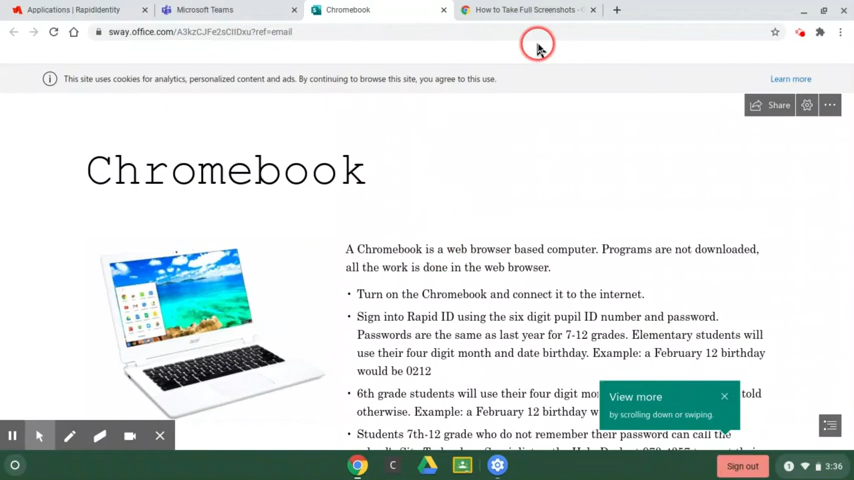 Applications | RapidIdentity
Microsoft Teams
Chromebook
How to Take Full Screenshots -
sway.office.com/A3kzCJFe2sCIIDxu?ref=email
This site uses cookies for analytics, personalized content and ads. By continuing to browse this site, you agree to this use.
Learn more
Share
Chromebook
A Chromebook is a web browser based computer. Programs are not downloaded,
all the work is done in the web browser.
• Turn on the Chromebook and connect it to the internet.
• Sign into Rapid ID using the six digit pupil ID number and password.
Passwords are the same as last year for 7-12 grades. Elementary students will
use their four digit month and date birthday. Example: a February 12 birthday
would be 0212
• 6th grade students will use their four digit mo
told
otherwise. Example: a February 12 birthday w
• Students 7th-12 grade who do not remember their password can call the
View more
by scrolling down or swiping.
Sign out
1
3:36